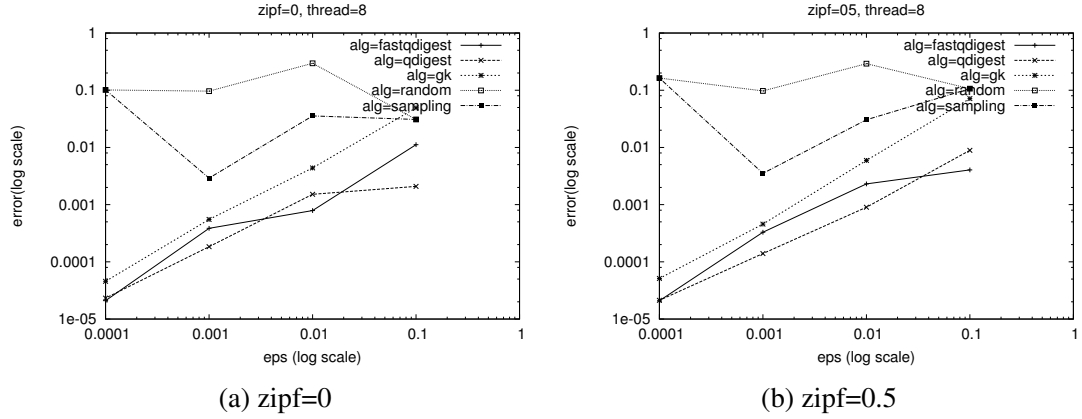 zipf=0, thread=8
1
0.1
0.01
0.001
0.0001
1e-05
error(log scale)
alg=fastqdigest
alg=qdigest
alg=gk
alg=random
alg=sampling
0.0001 0.001 0.01 0.1 1
eps (log scale)
(a) zipf=0
zipf=05, thread=8
1
0.1
0.01
0.001
0.0001
1e-05
error(log scale)
alg=fastqdigest
alg=qdigest
alg=gk
alg=random
alg=sampling
0.0001 0.001 0.01 0.1 1
eps (log scale)
(b) zipf=0.5